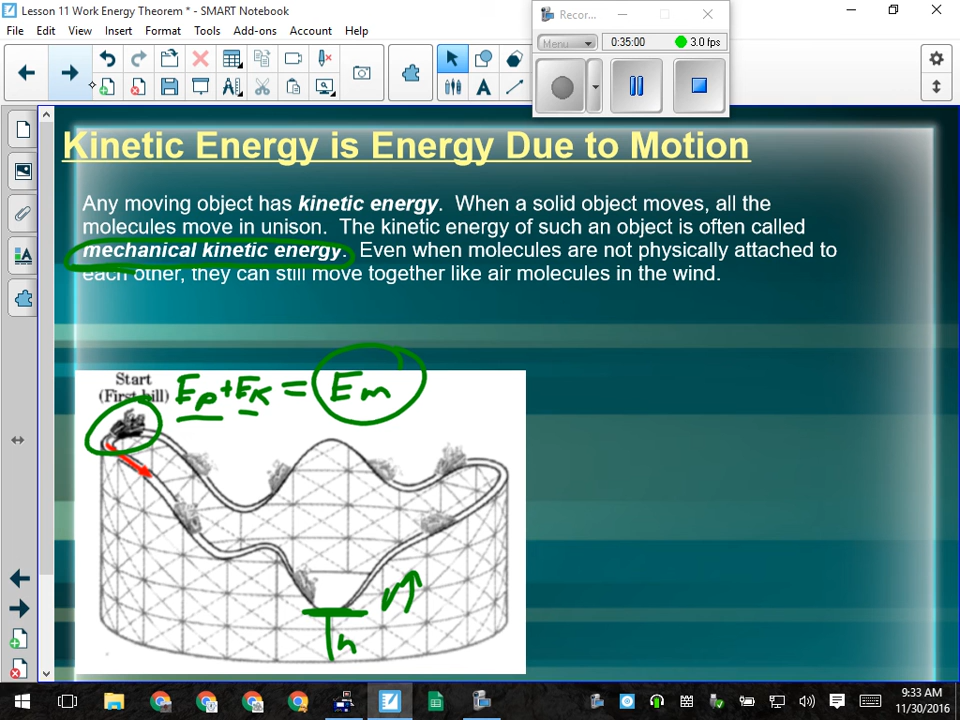 Lesson 11 Work Energy Theorem * - SMART Notebook
Recor...
File Edit View Insert Format Tools Add-ons Account Help
Menu
0:35:00
3.0 fps
Kinetic Energy is Energy Due to Motion
Any moving object has kinetic energy. When a solid object moves, all the
molecules move in unison. The kinetic energy of such an object is often called
mechanical kinetic energy. Even when molecules are not physically attached to
each other, they can still move together like air molecules in the wind.
Start
(First hill)
Ep + EK = Em
v↑
h
9:33 AM
11/30/2016